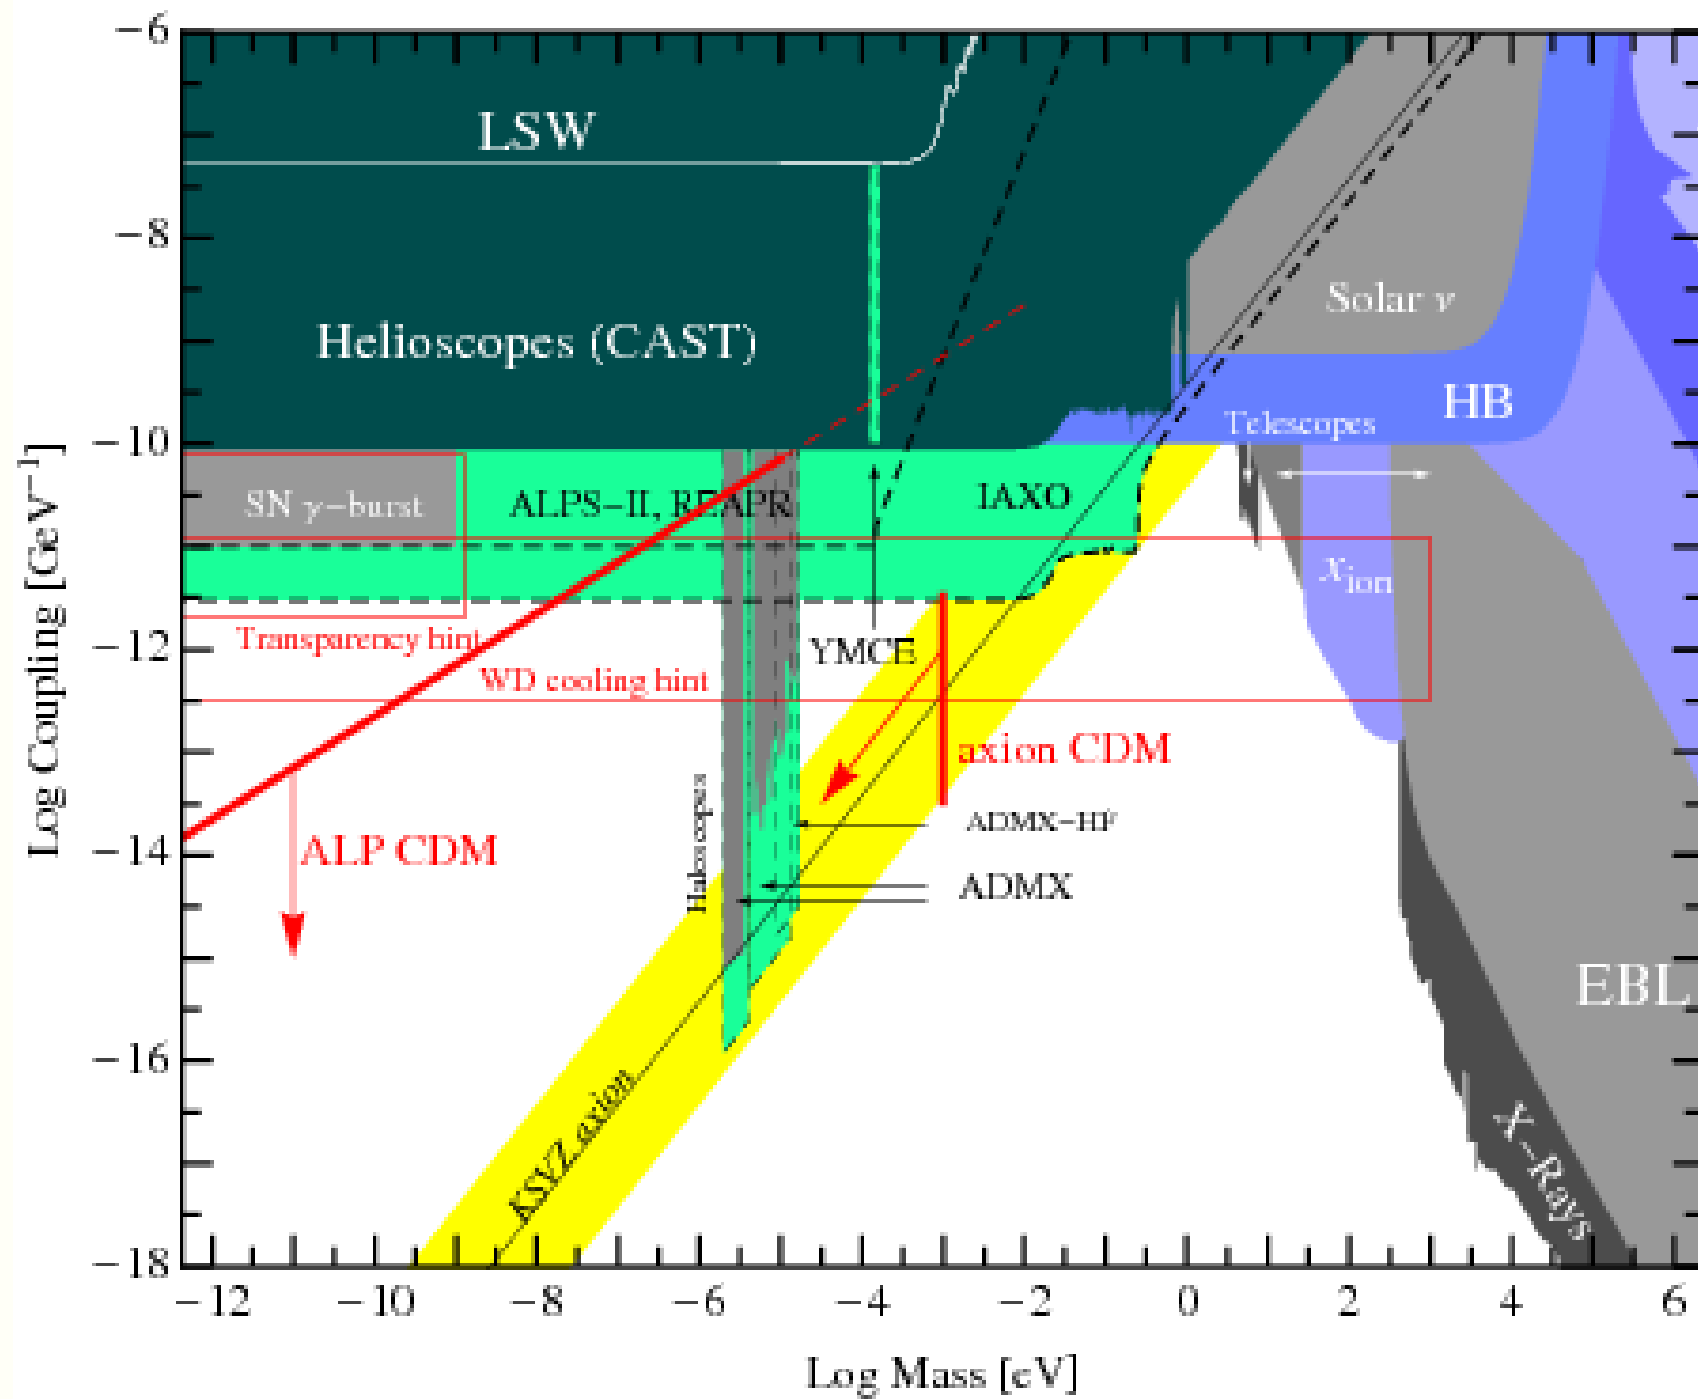 −6
LSW
−8
Solar ν
Helioscopes (CAST)
HB
Telescopes
−10
SN γ−burst
ALPS−II, REAPR
IAXO
χion
Transparency hint
−12
YMCE
WD cooling hint
axion CDM
Haloscopes
ADMX−HF
−14
ALP CDM
ADMX
EBL
−16
KSVZ axion
X−Rays
−18
−12 −10 −8 −6 −4 −2 0 2 4 6
Log Coupling [GeV⁻¹]
Log Mass [eV]